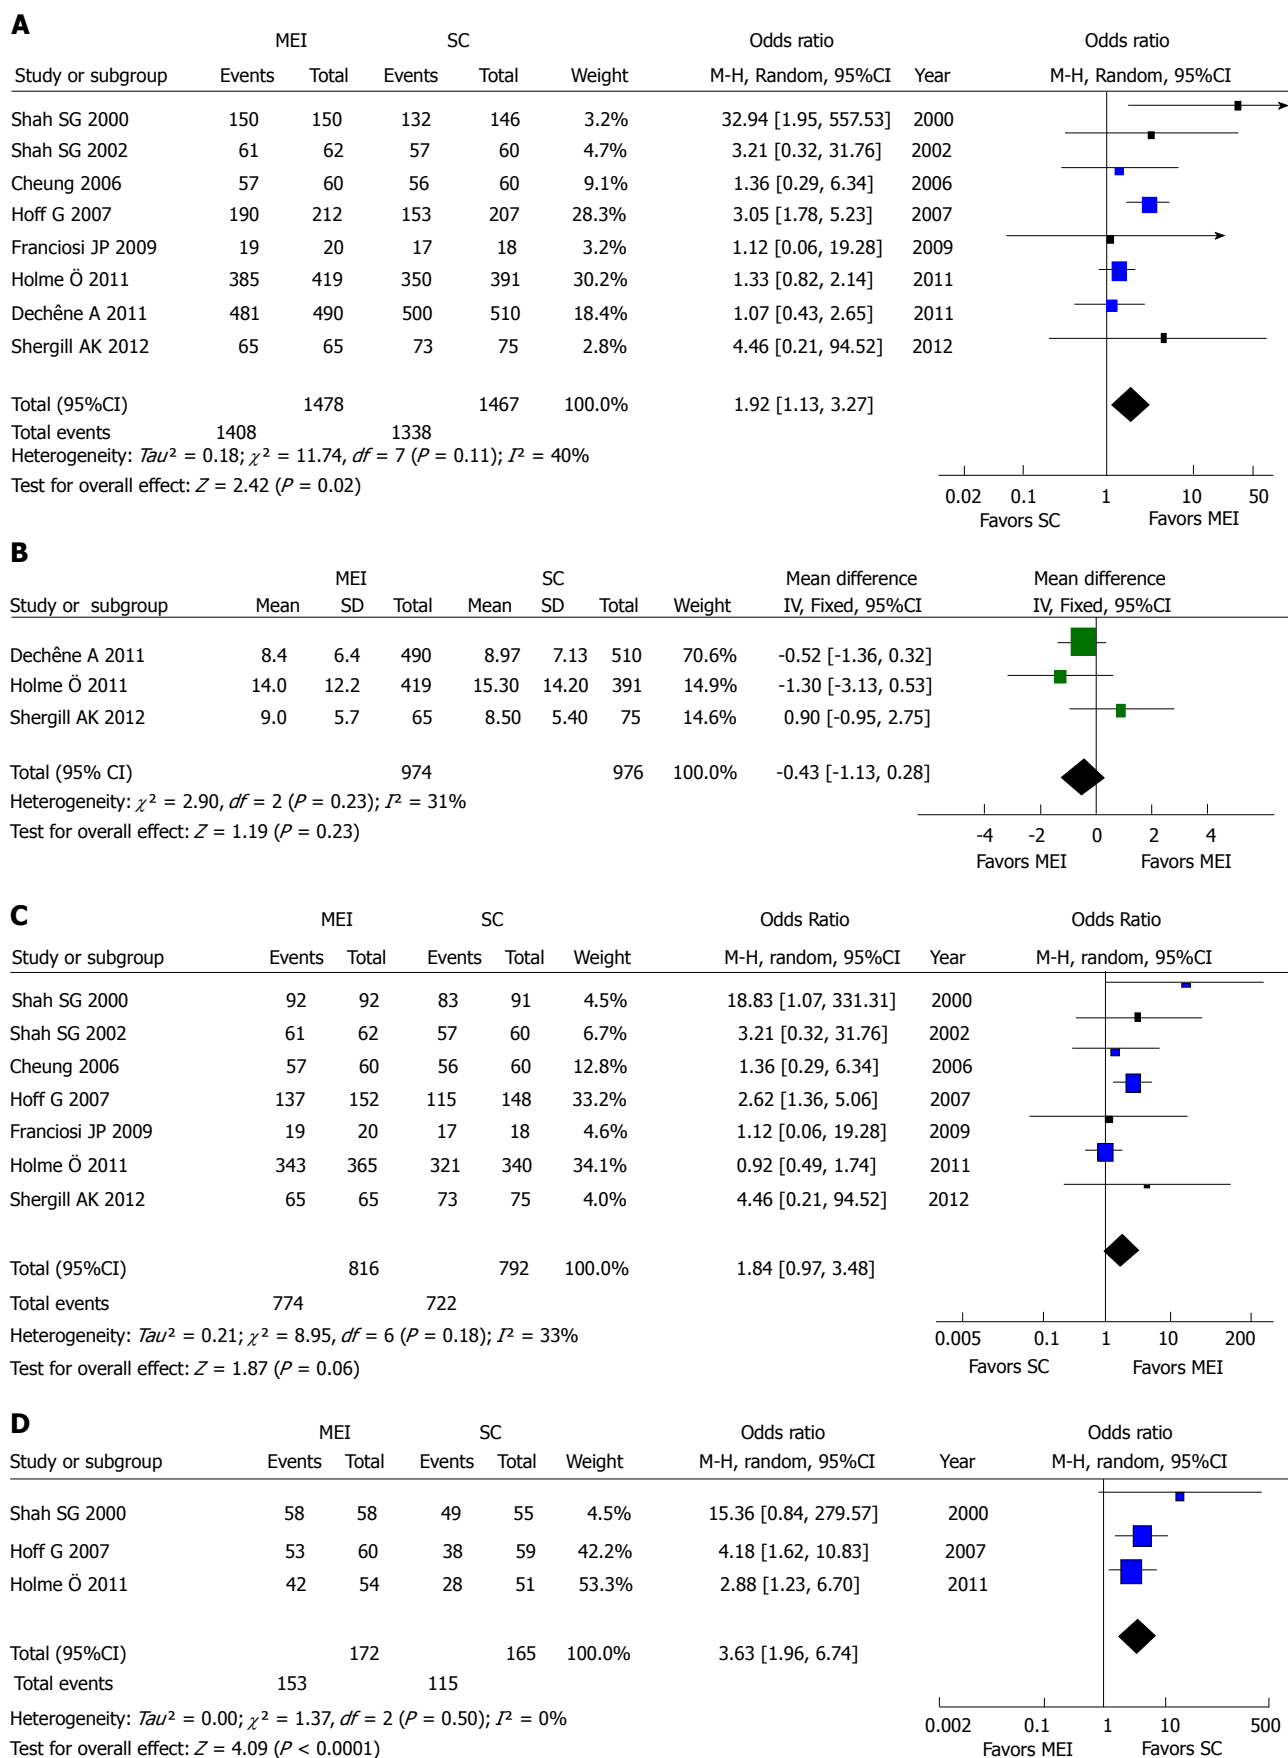 A
MEI SC Odds ratio Odds ratio
Study or subgroup Events Total Events Total Weight M-H, Random, 95%CI Year M-H, Random, 95%CI
Shah SG 2000 150 150 132 146 3.2% 32.94 [1.95, 557.53] 2000
Shah SG 2002 61 62 57 60 4.7% 3.21 [0.32, 31.76] 2002
Cheung 2006 57 60 56 60 9.1% 1.36 [0.29, 6.34] 2006
Hoff G 2007 190 212 153 207 28.3% 3.05 [1.78, 5.23] 2007
Franciosi JP 2009 19 20 17 18 3.2% 1.12 [0.06, 19.28] 2009
Holme Ö 2011 385 419 350 391 30.2% 1.33 [0.82, 2.14] 2011
Dechêne A 2011 481 490 500 510 18.4% 1.07 [0.43, 2.65] 2011
Shergill AK 2012 65 65 73 75 2.8% 4.46 [0.21, 94.52] 2012
Total (95%CI) 1478 1467 100.0% 1.92 [1.13, 3.27]
Total events 1408 1338
Heterogeneity: Tau² = 0.18; χ² = 11.74, df = 7 (P = 0.11); I² = 40%
Test for overall effect: Z = 2.42 (P = 0.02)
0.02 0.1 1 10 50
Favors SC Favors MEI
B
MEI SC Mean difference Mean difference
Study or subgroup Mean SD Total Mean SD Total Weight IV, Fixed, 95%CI IV, Fixed, 95%CI
Dechêne A 2011 8.4 6.4 490 8.97 7.13 510 70.6% -0.52 [-1.36, 0.32]
Holme Ö 2011 14.0 12.2 419 15.30 14.20 391 14.9% -1.30 [-3.13, 0.53]
Shergill AK 2012 9.0 5.7 65 8.50 5.40 75 14.6% 0.90 [-0.95, 2.75]
Total (95% CI) 974 976 100.0% -0.43 [-1.13, 0.28]
Heterogeneity: χ² = 2.90, df = 2 (P = 0.23); I² = 31%
Test for overall effect: Z = 1.19 (P = 0.23)
-4 -2 0 2 4
Favors MEI Favors MEI
C
MEI SC Odds Ratio Odds Ratio
Study or subgroup Events Total Events Total Weight M-H, random, 95%CI Year M-H, random, 95%CI
Shah SG 2000 92 92 83 91 4.5% 18.83 [1.07, 331.31] 2000
Shah SG 2002 61 62 57 60 6.7% 3.21 [0.32, 31.76] 2002
Cheung 2006 57 60 56 60 12.8% 1.36 [0.29, 6.34] 2006
Hoff G 2007 137 152 115 148 33.2% 2.62 [1.36, 5.06] 2007
Franciosi JP 2009 19 20 17 18 4.6% 1.12 [0.06, 19.28] 2009
Holme Ö 2011 343 365 321 340 34.1% 0.92 [0.49, 1.74] 2011
Shergill AK 2012 65 65 73 75 4.0% 4.46 [0.21, 94.52] 2012
Total (95%CI) 816 792 100.0% 1.84 [0.97, 3.48]
Total events 774 722
Heterogeneity: Tau² = 0.21; χ² = 8.95, df = 6 (P = 0.18); I² = 33%
Test for overall effect: Z = 1.87 (P = 0.06)
0.005 0.1 1 10 200
Favors SC Favors MEI
D
MEI SC Odds ratio Odds ratio
Study or subgroup Events Total Events Total Weight M-H, random, 95%CI Year M-H, random, 95%CI
Shah SG 2000 58 58 49 55 4.5% 15.36 [0.84, 279.57] 2000
Hoff G 2007 53 60 38 59 42.2% 4.18 [1.62, 10.83] 2007
Holme Ö 2011 42 54 28 51 53.3% 2.88 [1.23, 6.70] 2011
Total (95%CI) 172 165 100.0% 3.63 [1.96, 6.74]
Total events 153 115
Heterogeneity: Tau² = 0.00; χ² = 1.37, df = 2 (P = 0.50); I² = 0%
Test for overall effect: Z = 4.09 (P < 0.0001)
0.002 0.1 1 10 500
Favors MEI Favors SC